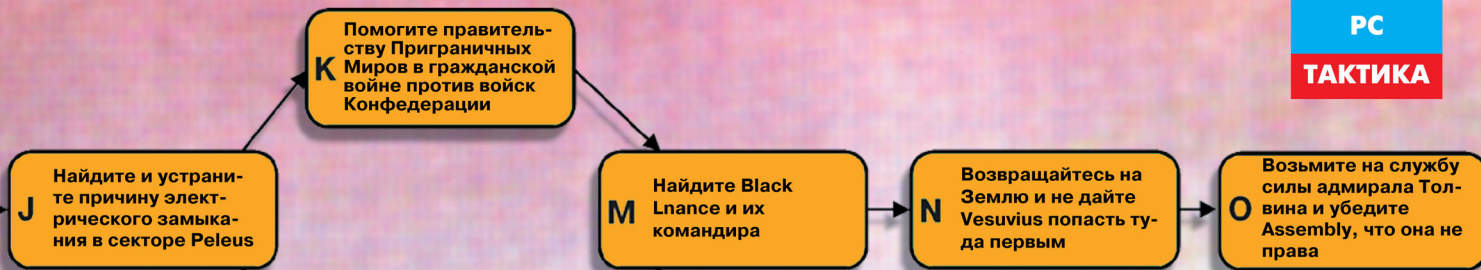 PC
ТАКТИКА
K
Помогите правитель-
ству Приграничных
Миров в гражданской
войне против войск
Конфедерации
J
Найдите и устрани-
те причину элект-
рического замыка-
ния в секторе Peleus
M
Найдите Black
Lnance и их
командира
N
Возвращайтесь на
Землю и не дайте
Vesuvius попасть ту-
да первым
O
Возьмите на службу
силы адмирала Тол-
вина и убедите
Assembly, что она не
права